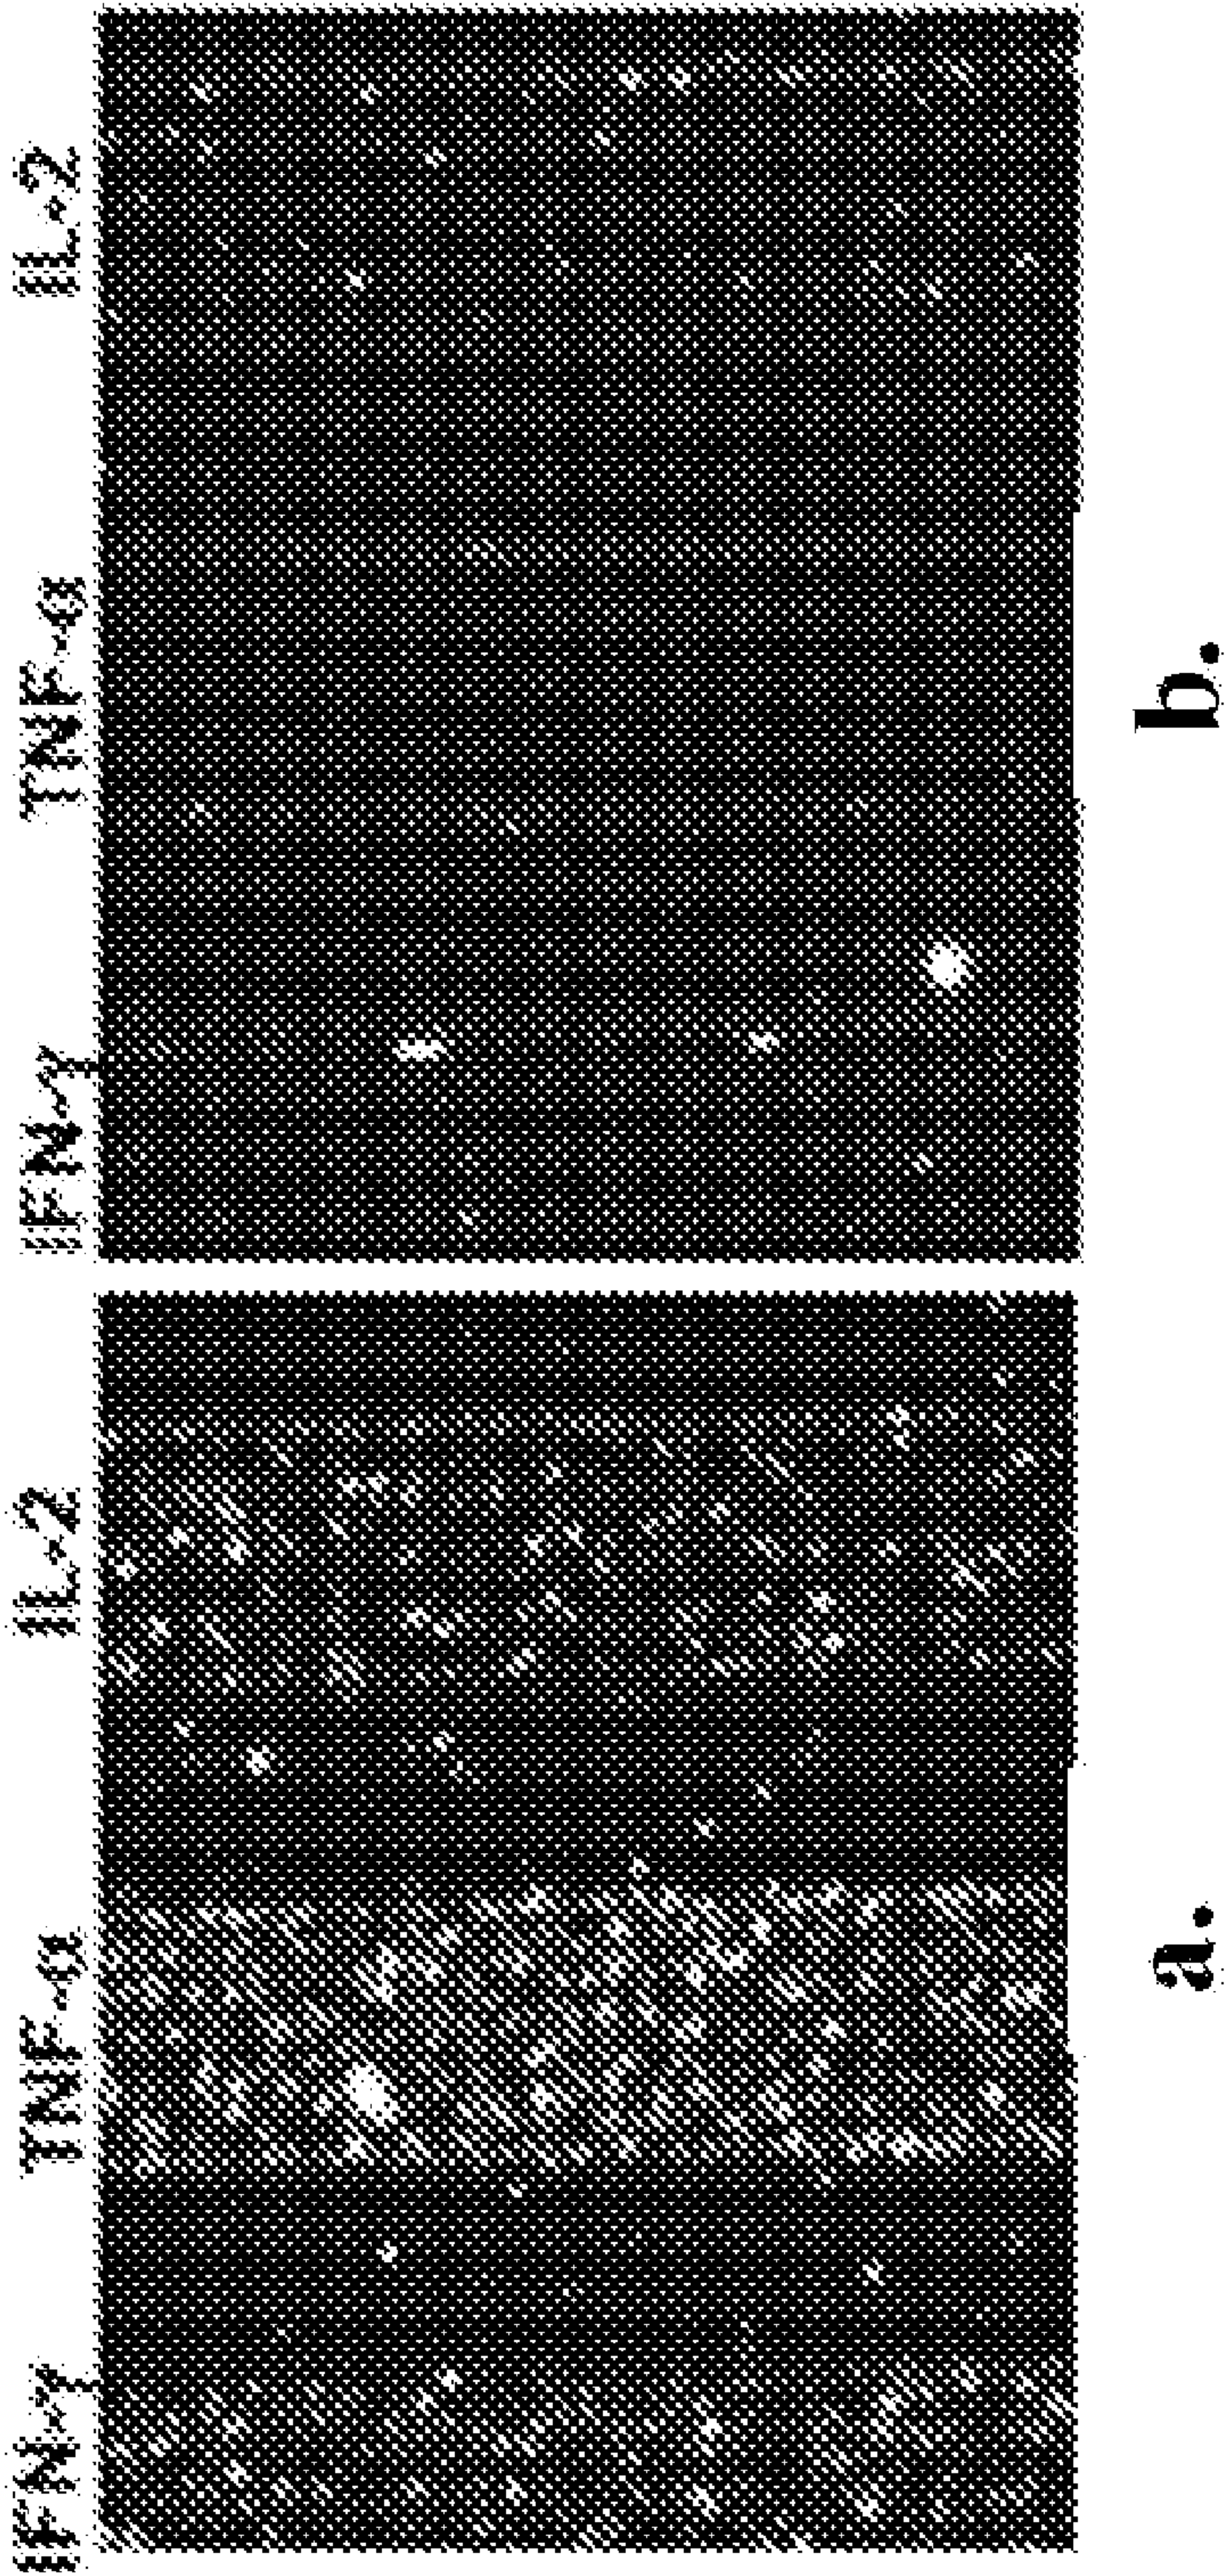 IFN-γ TNF-α IL-2 IFN-γ TNF-α IL-2
a. b.